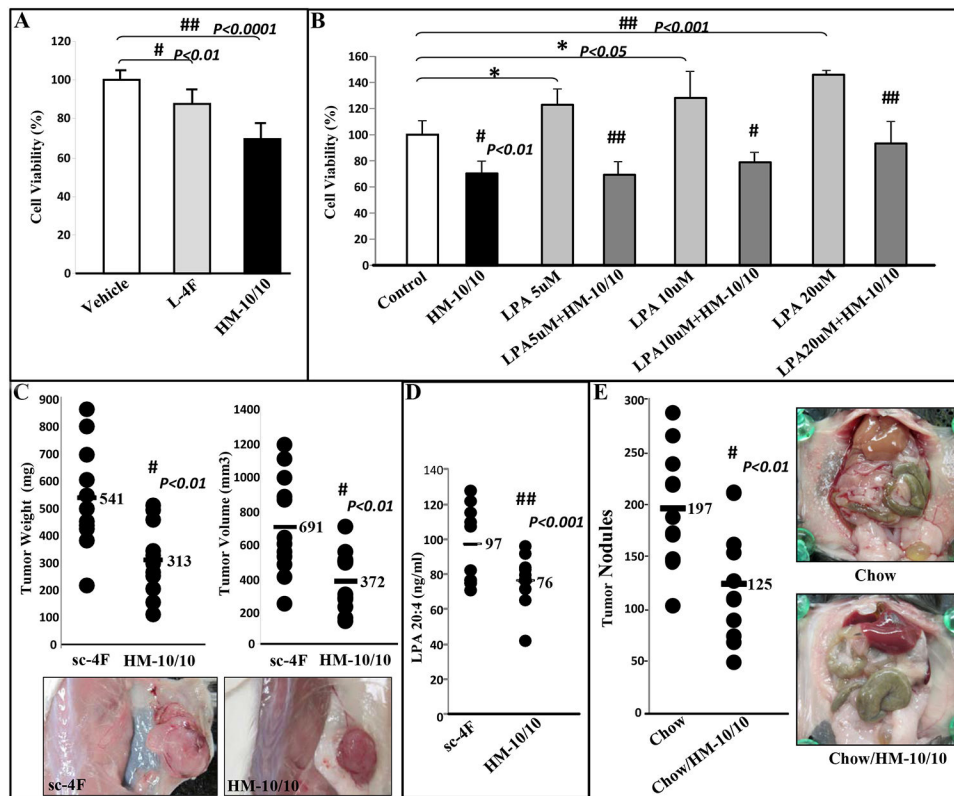 A
##
P<0.0001
#
P<0.01
120
100
80
60
40
20
0
Cell Viability (%)
Vehicle
L-4F
HM-10/10
B
##
P<0.001
*
P<0.05
*
160
140
120
100
80
60
40
20
0
Cell Viability (%)
#
P<0.01
##
#
##
Control
HM-10/10
LPA 5uM
LPA5uM+HM-10/10
LPA 10uM
LPA10uM+HM-10/10
LPA 20uM
LPA20uM+HM-10/10
C
900
800
700
600
500
400
300
200
100
0
Tumor Weight (mg)
541
#
P<0.01
313
sc-4F
HM-10/10
1400
1200
1000
800
600
400
200
0
Tumor Volume (mm3)
691
#
P<0.01
372
sc-4F
HM-10/10
sc-4F
HM-10/10
D
140
120
100
80
60
40
20
0
LPA 20:4 (ng/ml)
97
##
P<0.001
76
sc-4F
HM-10/10
E
300
250
200
150
100
50
0
Tumor Nodules
197
#
P<0.01
125
Chow
Chow/HM-10/10
Chow
Chow/HM-10/10